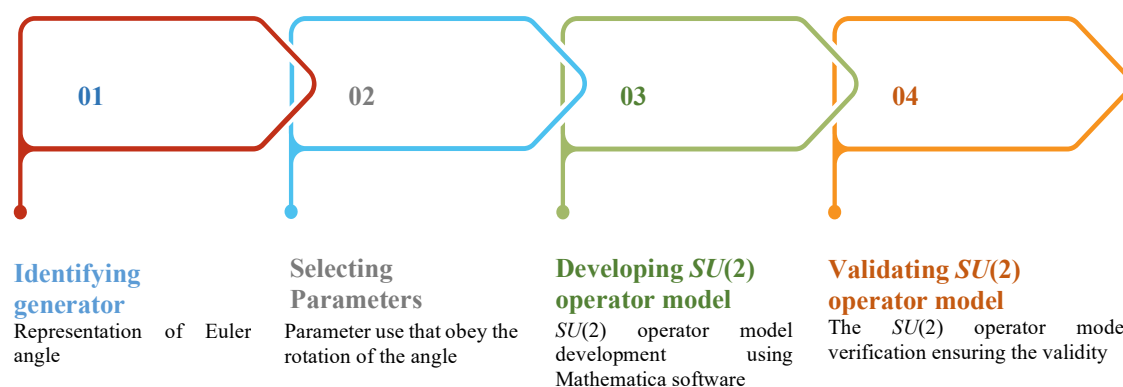 01
02
03
04
Identifying
generator
Representation of Euler
angle
Selecting
Parameters
Parameter use that obey the
rotation of the angle
Developing SU(2)
operator model
SU(2) operator model
development using
Mathematica software
Validating SU(2)
operator model
The SU(2) operator mode
verification ensuring the validity